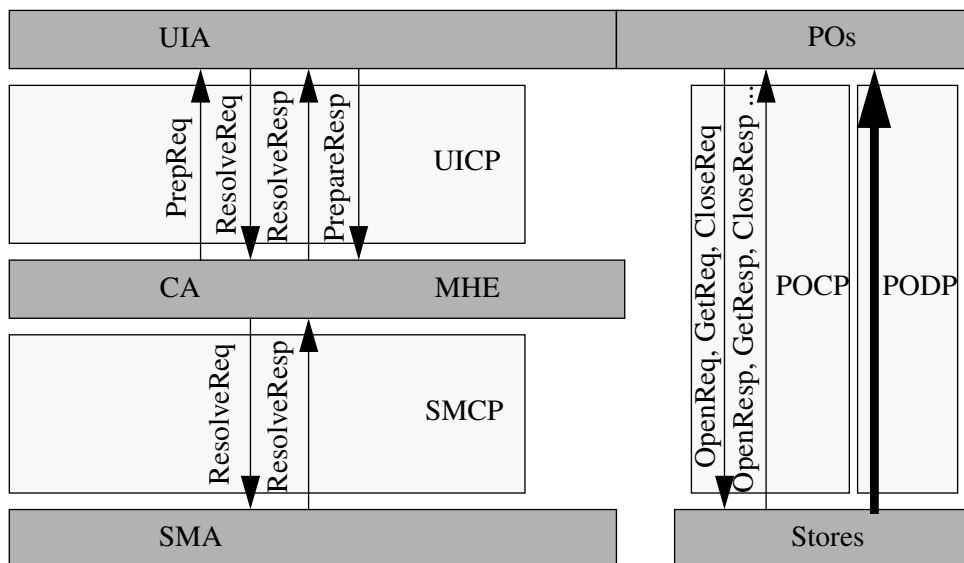 UIA
POs
PrepReq
ResolveReq
ResolveResp
PrepareResp
UICP
CA
MHE
ResolveReq
ResolveResp
SMCP
OpenReq, GetReq, CloseReq
OpenResp, GetResp, CloseResp ...
POCP
PODP
SMA
Stores